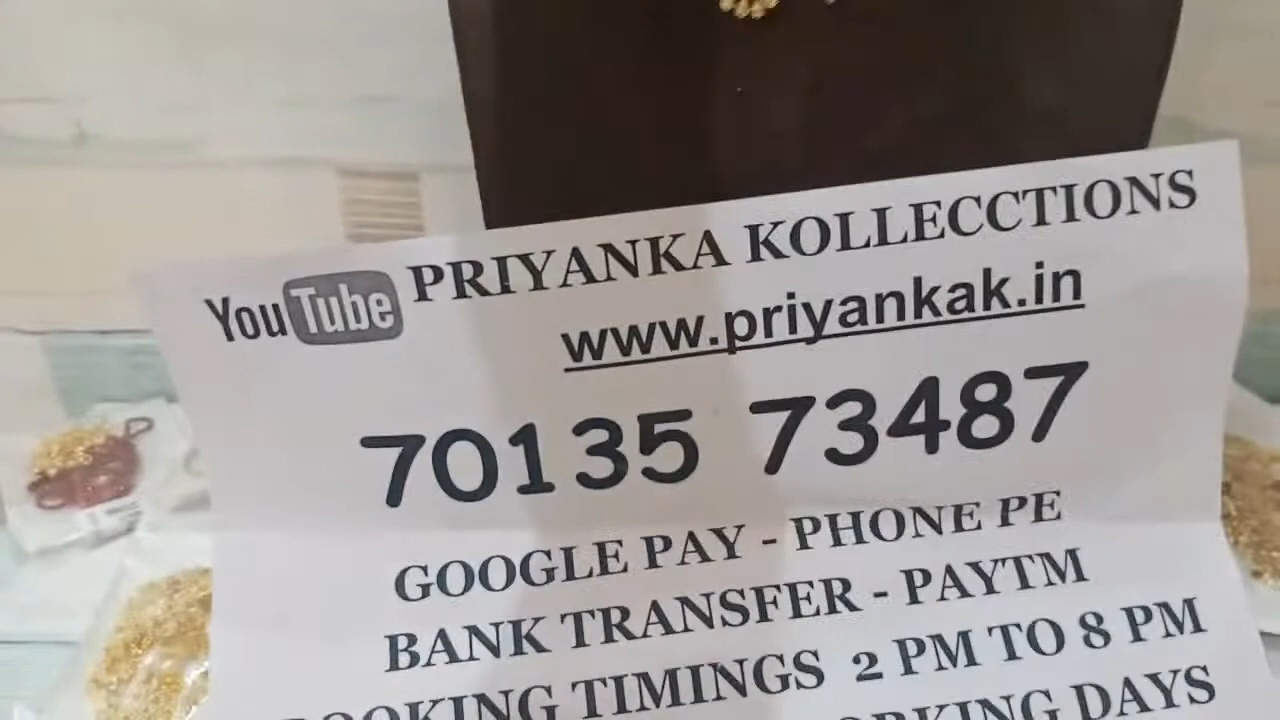 YouTube PRIYANKA KOLLECCTIONS
www.priyankak.in
70135 73487
GOOGLE PAY - PHONE PE
BANK TRANSFER - PAYTM
TIMINGS 2 PM TO 8 PM
DAYS